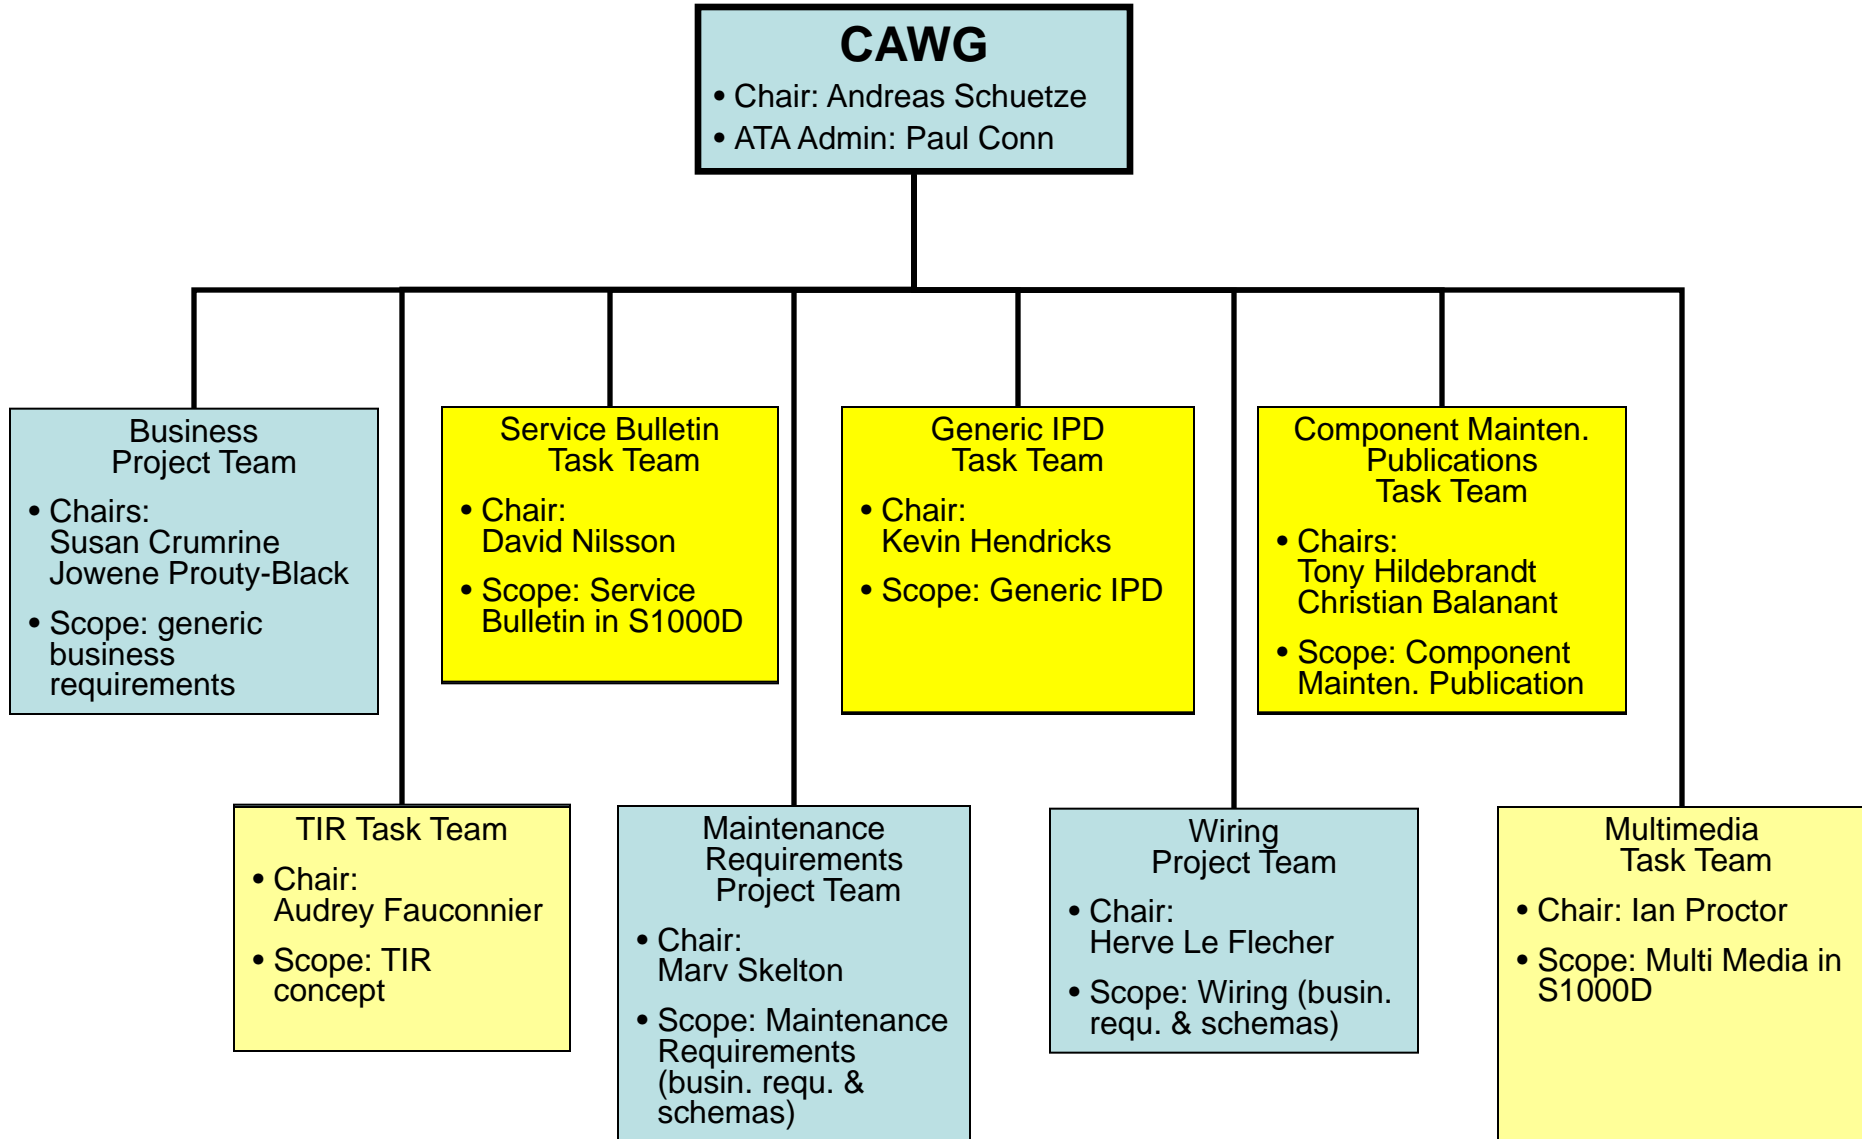 CAWG
• Chair: Andreas Schuetze
• ATA Admin: Paul Conn
Business
Project Team
• Chairs:
Susan Crumrine
Jowene Prouty-Black
• Scope: generic
business
requirements
Service Bulletin
Task Team
• Chair:
David Nilsson
• Scope: Service
Bulletin in S1000D
Generic IPD
Task Team
• Chair:
Kevin Hendricks
• Scope: Generic IPD
Component Mainten.
Publications
Task Team
• Chairs:
Tony Hildebrandt
Christian Balanant
• Scope: Component
Mainten. Publication
TIR Task Team
• Chair:
Audrey Fauconnier
• Scope: TIR
concept
Maintenance
Requirements
Project Team
• Chair:
Marv Skelton
• Scope: Maintenance
Requirements
(busin. requ. &
schemas)
Wiring
Project Team
• Chair:
Herve Le Flecher
• Scope: Wiring (busin.
requ. & schemas)
Multimedia
Task Team
• Chair: Ian Proctor
• Scope: Multi Media in
S1000D